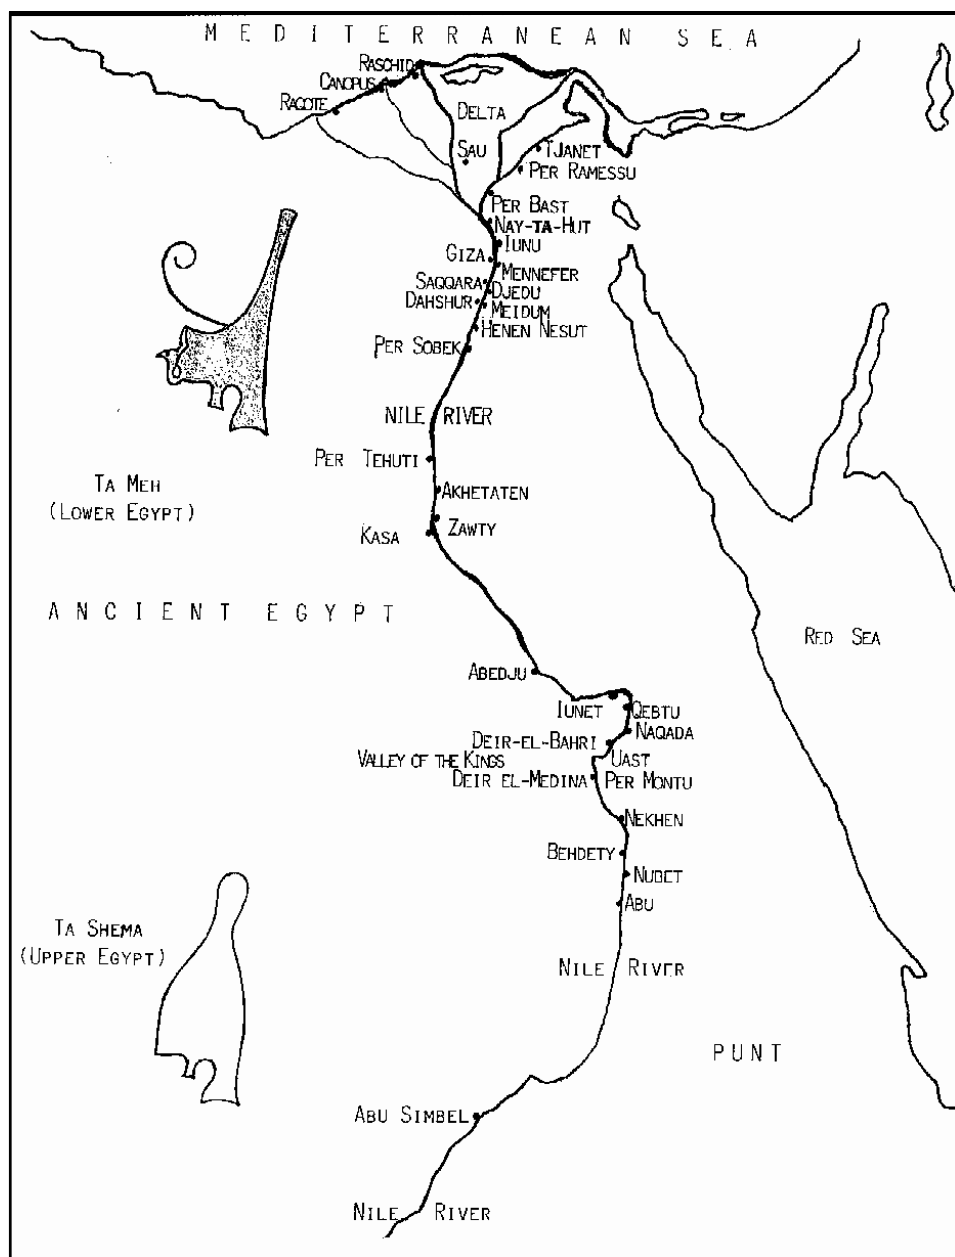 MEDITERRANEAN SEA
RASCHID
CANOPUS
RACOTE
DELTA
SAU
TJANET
PER RAMESSU
PER BAST
NAY-TA-HUT
IUNU
GIZA
MENNEFER
SAQQARA
DJEDU
DAHSHUR
MEIDUM
HENEN NESUT
PER SOBEK
NILE RIVER
PER TEHUTI
TA MEH
(LOWER EGYPT)
AKHETATEN
ZAWTY
KASA
ANCIENT EGYPT
RED SEA
ABEDJU
IUNET
QEBTU
NAQADA
DEIR-EL-BAHRI
VALLEY OF THE KINGS
UAST
DEIR EL-MEDINA
PER MONTU
NEKHEN
BEHDETY
NUBET
ABU
TA SHEMA
(UPPER EGYPT)
NILE RIVER
PUNT
ABU SIMBEL
NILE RIVER